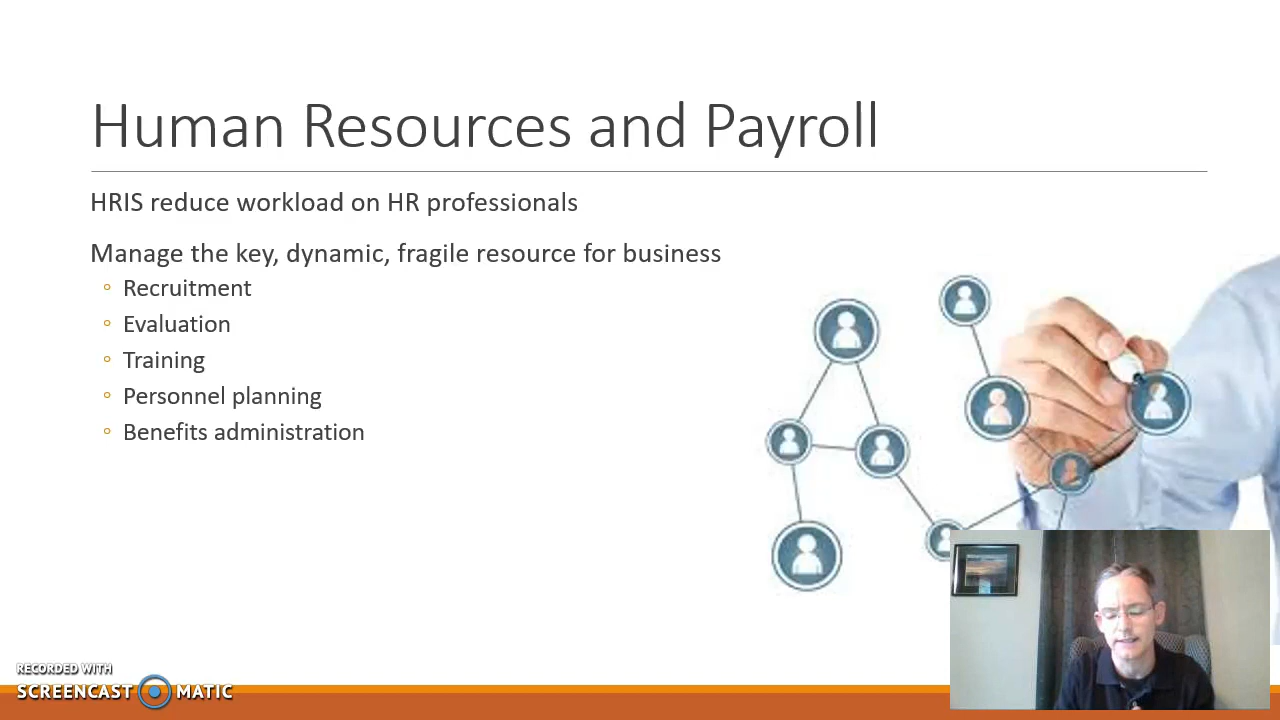 Human Resources and Payroll
HRIS reduce workload on HR professionals
Manage the key, dynamic, fragile resource for business
Recruitment
Evaluation
Training
Personnel planning
Benefits administration
RECORDED WITH
SCREENCAST MATIC